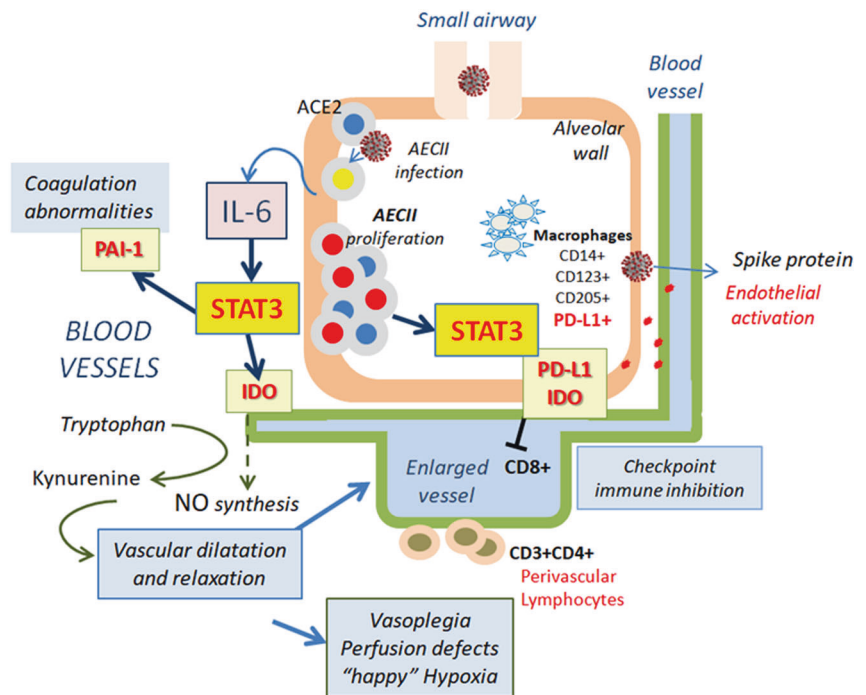 Small airway
Blood
vessel
ACE2
Alveolar
wall
AECII
infection
Coagulation
abnormalities
PAI-1
IL-6
AECII
proliferation
Macrophages
CD14+
CD123+
CD205+
PD-L1+
Spike protein
Endothelial
activation
STAT3
STAT3
BLOOD
VESSELS
PD-L1
IDO
IDO
Tryptophan
Kynurenine
NO synthesis
Enlarged
vessel
CD8+
Checkpoint
immune inhibition
Vascular dilatation
and relaxation
CD3+CD4+
Perivascular
Lymphocytes
Vasoplegia
Perfusion defects
“happy” Hypoxia